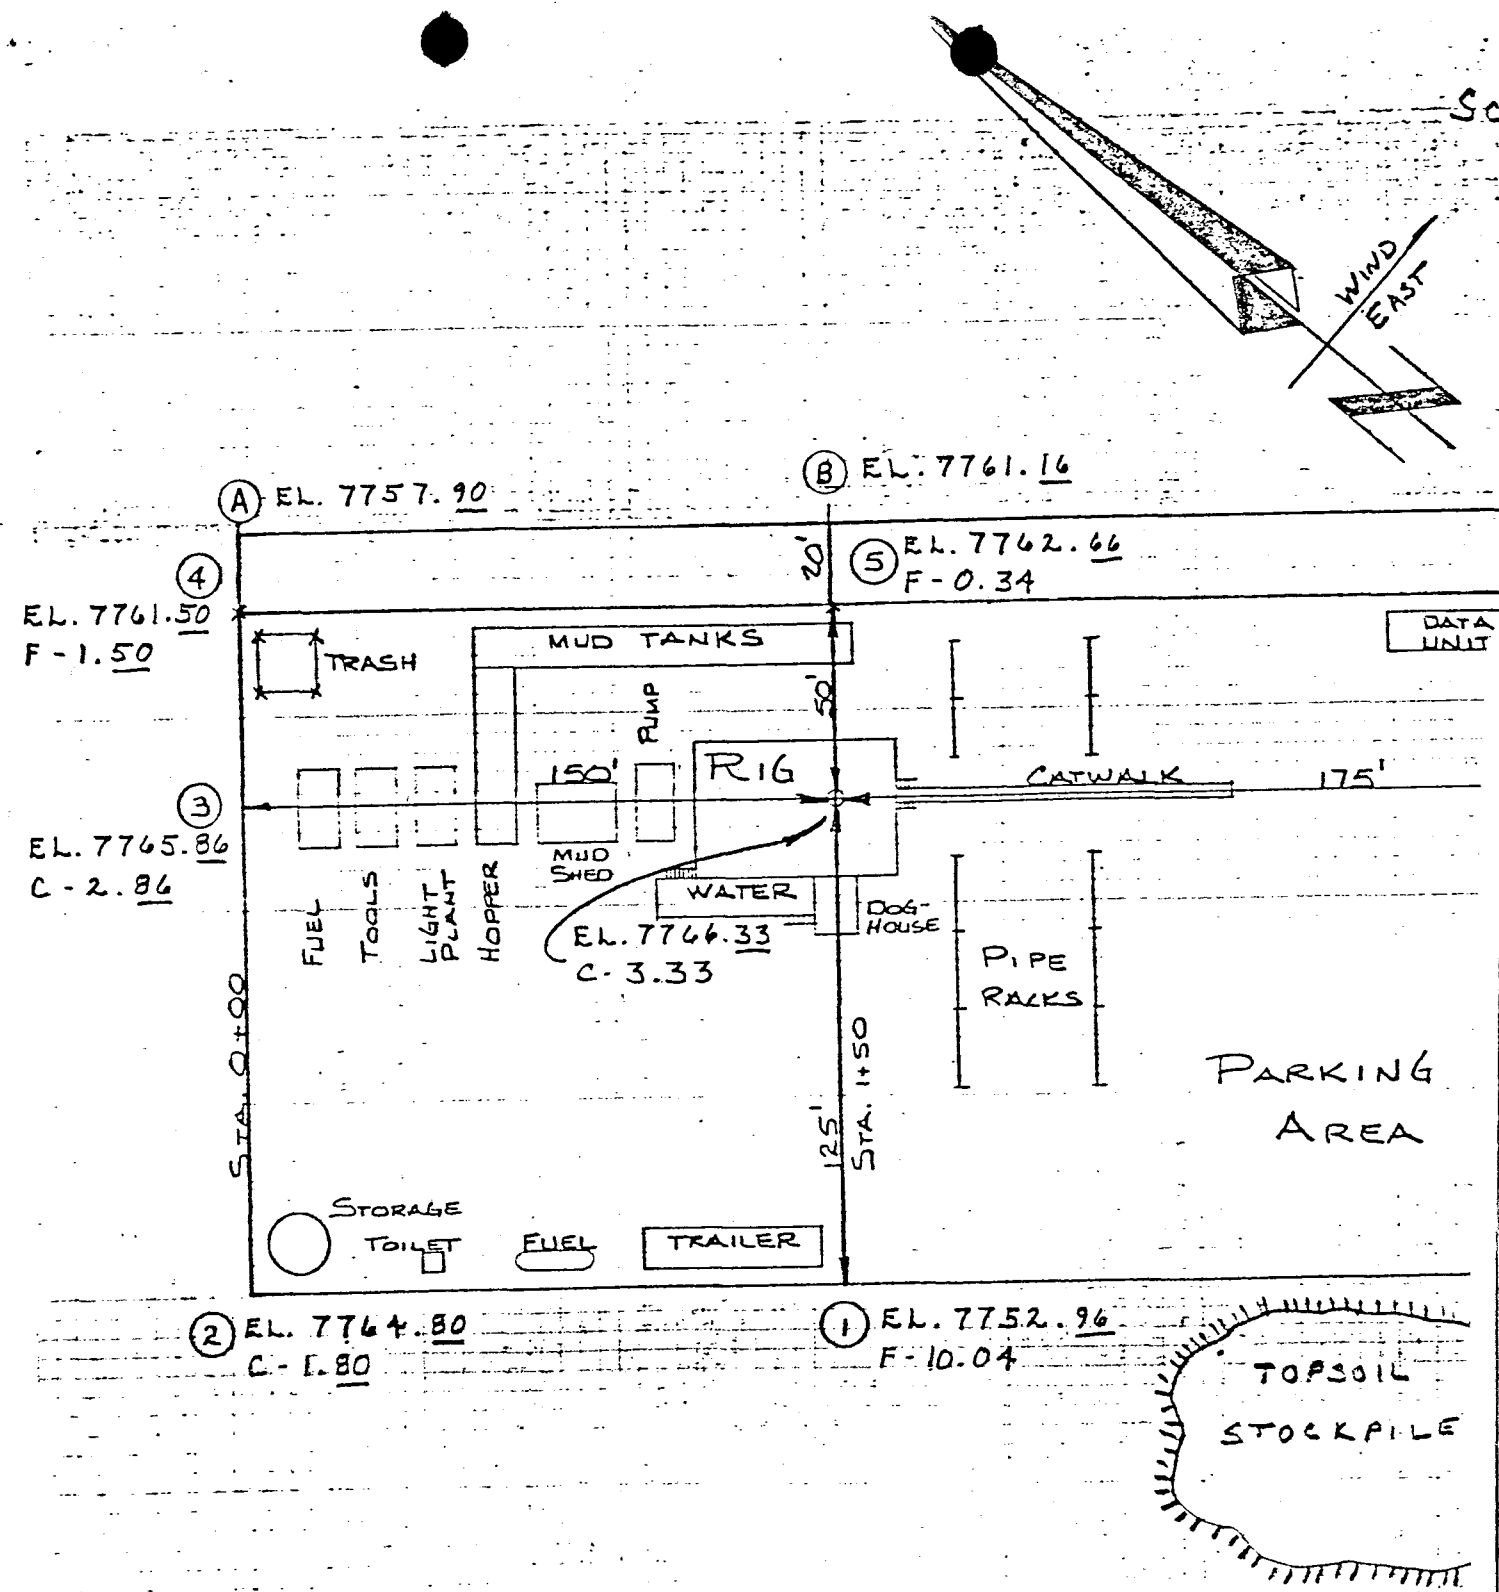 Sc
WIND
EAST
B EL. 7761.16
A EL. 7757.90
20'
5 EL. 7762.66
F-0.34
4
EL. 7761.50
F-1.50
TRASH
MUD TANKS
DATA
UNIT
50'
PUMP
RIG
150'
CATWALK
175'
3
EL. 7765.86
C-2.86
MUD
SHED
FUEL
TOOLS
LIGHT
PLANT
HOPPER
WATER
DOG-
HOUSE
EL. 7766.33
C-3.33
PIPE
RACKS
STA. 0+00
125'
STA. 1+50
PARKING
AREA
STORAGE
TOILET
FUEL
TRAILER
2 EL. 7764.80
C-1.80
1 EL. 7752.96
F-10.04
TOPSOIL
STOCKPILE